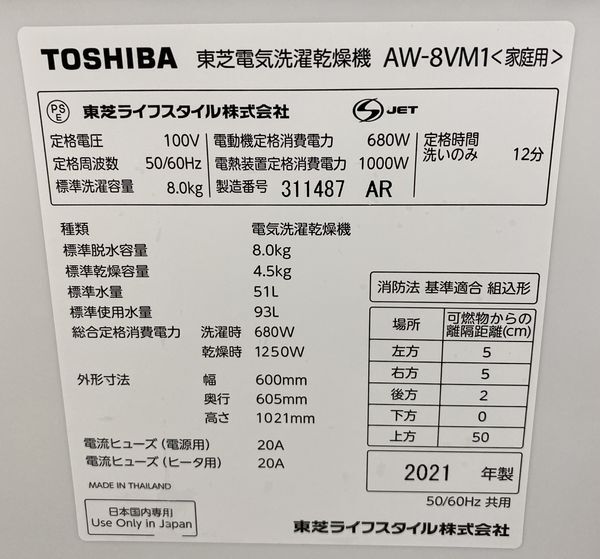 TOSHIBA 東芝電気洗濯乾燥機 AW-8VM1<家庭用>
PSE 東芝ライフスタイル株式会社 S JET
定格電圧 100V 電動機定格消費電力 680W 定格時間
定格周波数 50/60Hz 電熱装置定格消費電力 1000W 洗いのみ 12分
標準洗濯容量 8.0kg 製造番号 311487 AR
種類 電気洗濯乾燥機
標準脱水容量 8.0kg
標準乾燥容量 4.5kg
標準水量 51L
標準使用水量 93L
総合定格消費電力 洗濯時 680W
乾燥時 1250W
外形寸法 幅 600mm
奥行 605mm
高さ 1021mm
電流ヒューズ (電源用) 20A
電流ヒューズ (ヒータ用) 20A
MADE IN THAILAND
日本国内専用
Use Only in Japan
消防法 基準適合 組込形
場所 可燃物からの
離隔距離(cm)
左方 5
右方 5
後方 2
下方 0
上方 50
2021 年製
50/60Hz 共用
東芝ライフスタイル株式会社